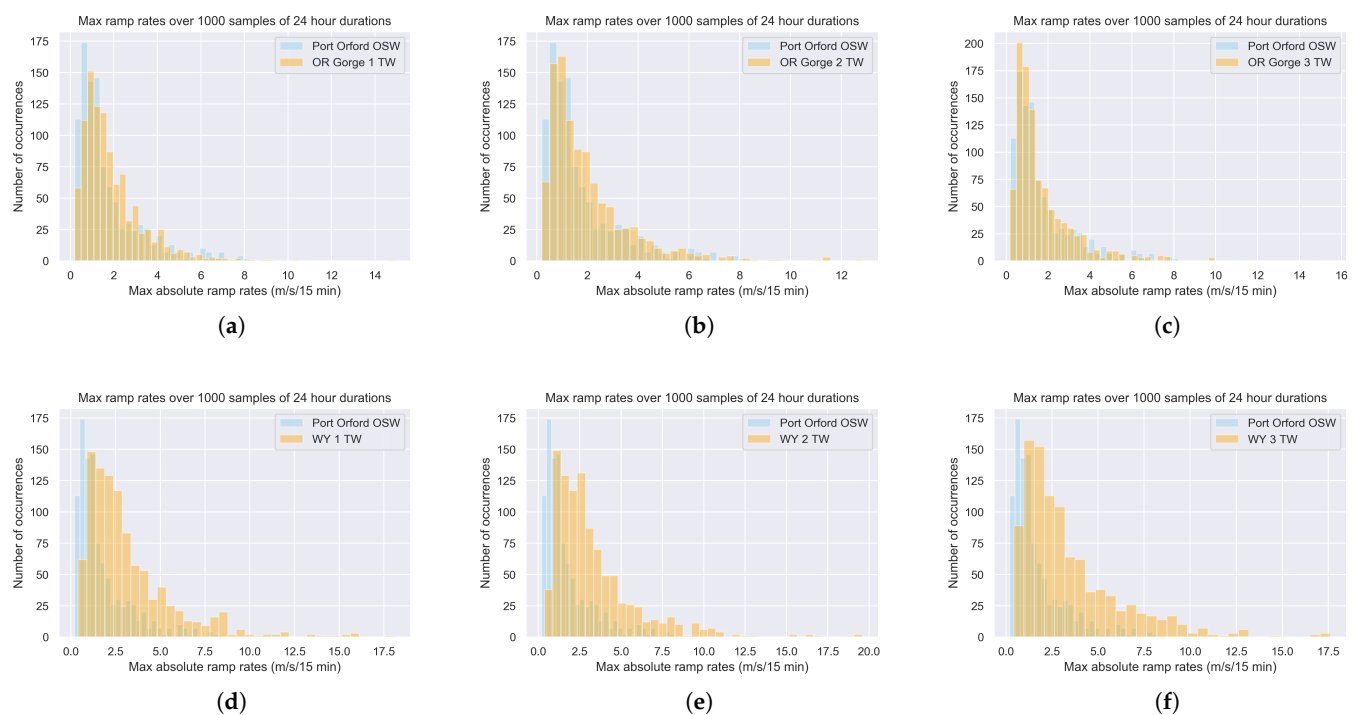 Max ramp rates over 1000 samples of 24 hour durations
Number of occurrences
175
150
125
100
75
50
25
0
Port Orford OSW
OR Gorge 1 TW
0 2 4 6 8 10 12 14
Max absolute ramp rates (m/s/15 min)
(a)
Max ramp rates over 1000 samples of 24 hour durations
Number of occurrences
175
150
125
100
75
50
25
0
Port Orford OSW
OR Gorge 2 TW
0 2 4 6 8 10 12
Max absolute ramp rates (m/s/15 min)
(b)
Max ramp rates over 1000 samples of 24 hour durations
Number of occurrences
200
175
150
125
100
75
50
25
0
Port Orford OSW
OR Gorge 3 TW
0 2 4 6 8 10 12 14 16
Max absolute ramp rates (m/s/15 min)
(c)
Max ramp rates over 1000 samples of 24 hour durations
Number of occurrences
175
150
125
100
75
50
25
0
Port Orford OSW
WY 1 TW
0.0 2.5 5.0 7.5 10.0 12.5 15.0 17.5
Max absolute ramp rates (m/s/15 min)
(d)
Max ramp rates over 1000 samples of 24 hour durations
Number of occurrences
175
150
125
100
75
50
25
0
Port Orford OSW
WY 2 TW
0.0 2.5 5.0 7.5 10.0 12.5 15.0 17.5 20.0
Max absolute ramp rates (m/s/15 min)
(e)
Max ramp rates over 1000 samples of 24 hour durations
Number of occurrences
175
150
125
100
75
50
25
0
Port Orford OSW
WY 3 TW
0.0 2.5 5.0 7.5 10.0 12.5 15.0 17.5
Max absolute ramp rates (m/s/15 min)
(f)